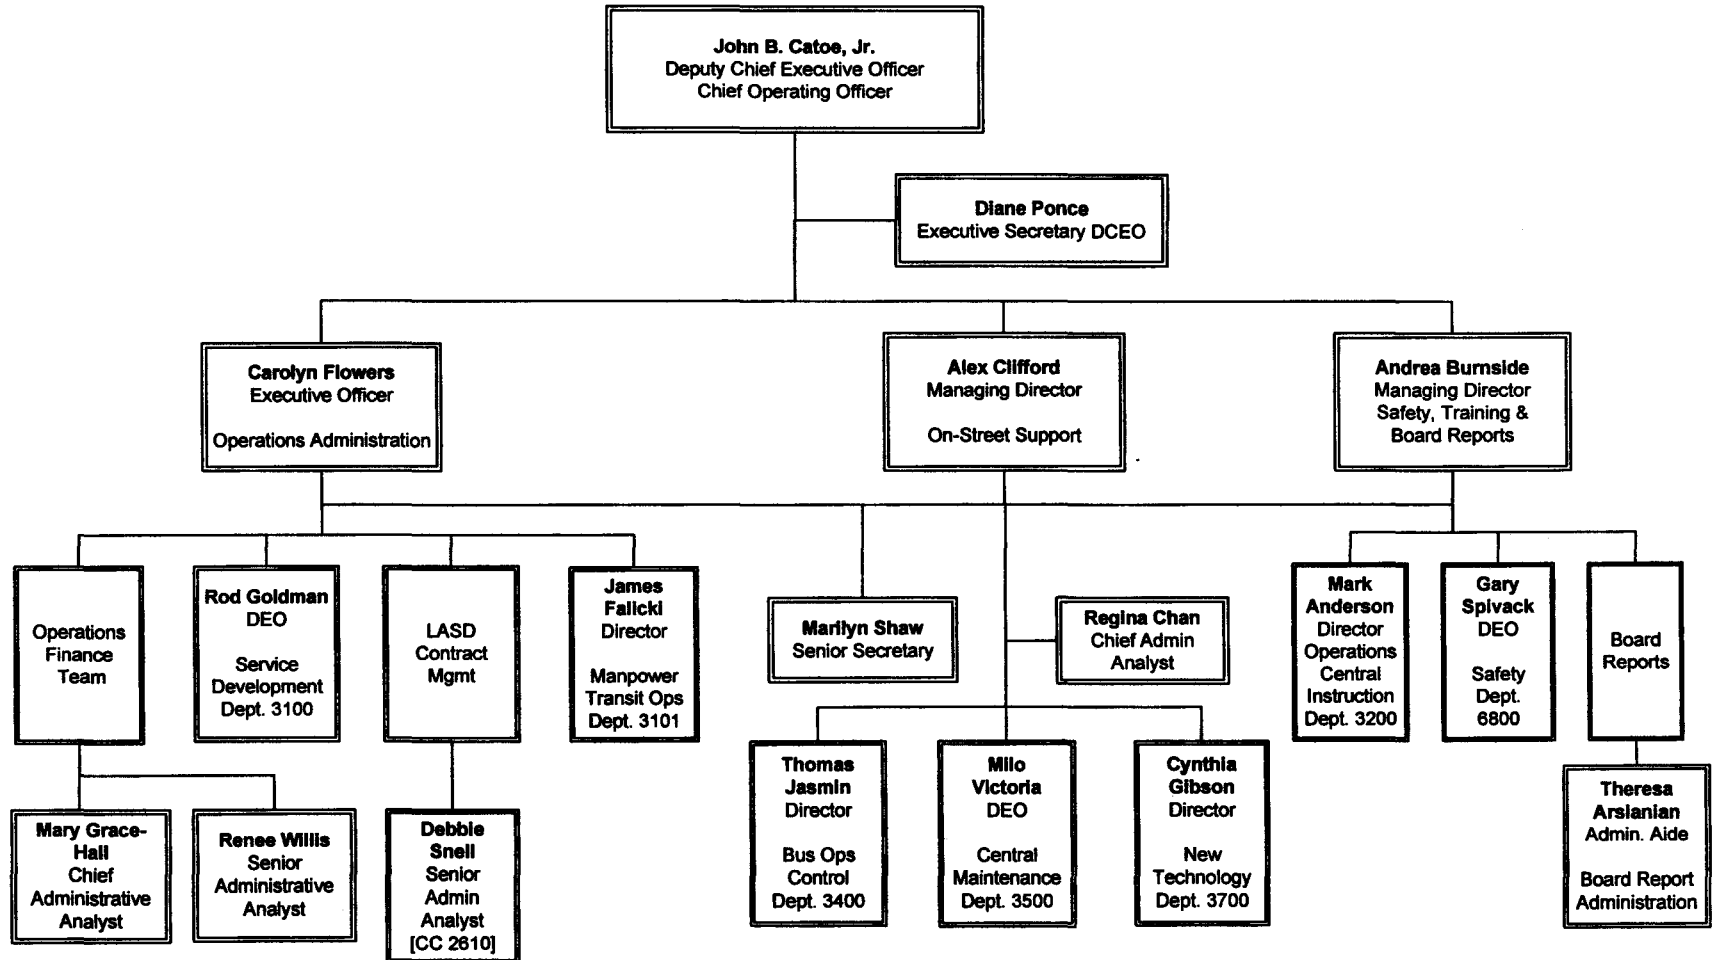 John B. Catoe, Jr.
Deputy Chief Executive Officer
Chief Operating Officer
Diane Ponce
Executive Secretary DCEO
Carolyn Flowers
Executive Officer
Operations Administration
Alex Clifford
Managing Director
On-Street Support
Andrea Burnside
Managing Director
Safety, Training &
Board Reports
Operations
Finance
Team
Rod Goldman
DEO
Service
Development
Dept. 3100
LASD
Contract
Mgmt
James
Falicki
Director
Manpower
Transit Ops
Dept. 3101
Marilyn Shaw
Senior Secretary
Regina Chan
Chief Admin
Analyst
Mark
Anderson
Director
Operations
Central
Instruction
Dept. 3200
Gary
Spivack
DEO
Safety
Dept.
6800
Board
Reports
Mary Grace-
Hall
Chief
Administrative
Analyst
Renee Willis
Senior
Administrative
Analyst
Debbie
Snell
Senior
Admin
Analyst
[CC 2610]
Thomas
Jasmin
Director
Bus Ops
Control
Dept. 3400
Milo
Victoria
DEO
Central
Maintenance
Dept. 3500
Cynthia
Gibson
Director
New
Technology
Dept. 3700
Theresa
Arslanian
Admin. Aide
Board Report
Administration